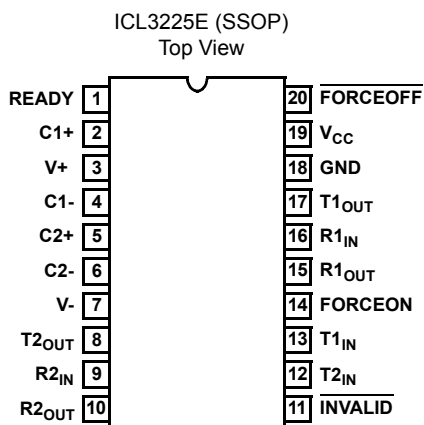 ICL3225E (SSOP)
Top View
READY 1 20 FORCEOFF
C1+ 2 19 VCC
V+ 3 18 GND
C1- 4 17 T1OUT
C2+ 5 16 R1IN
C2- 6 15 R1OUT
V- 7 14 FORCEON
T2OUT 8 13 T1IN
R2IN 9 12 T2IN
R2OUT 10 11 INVALID